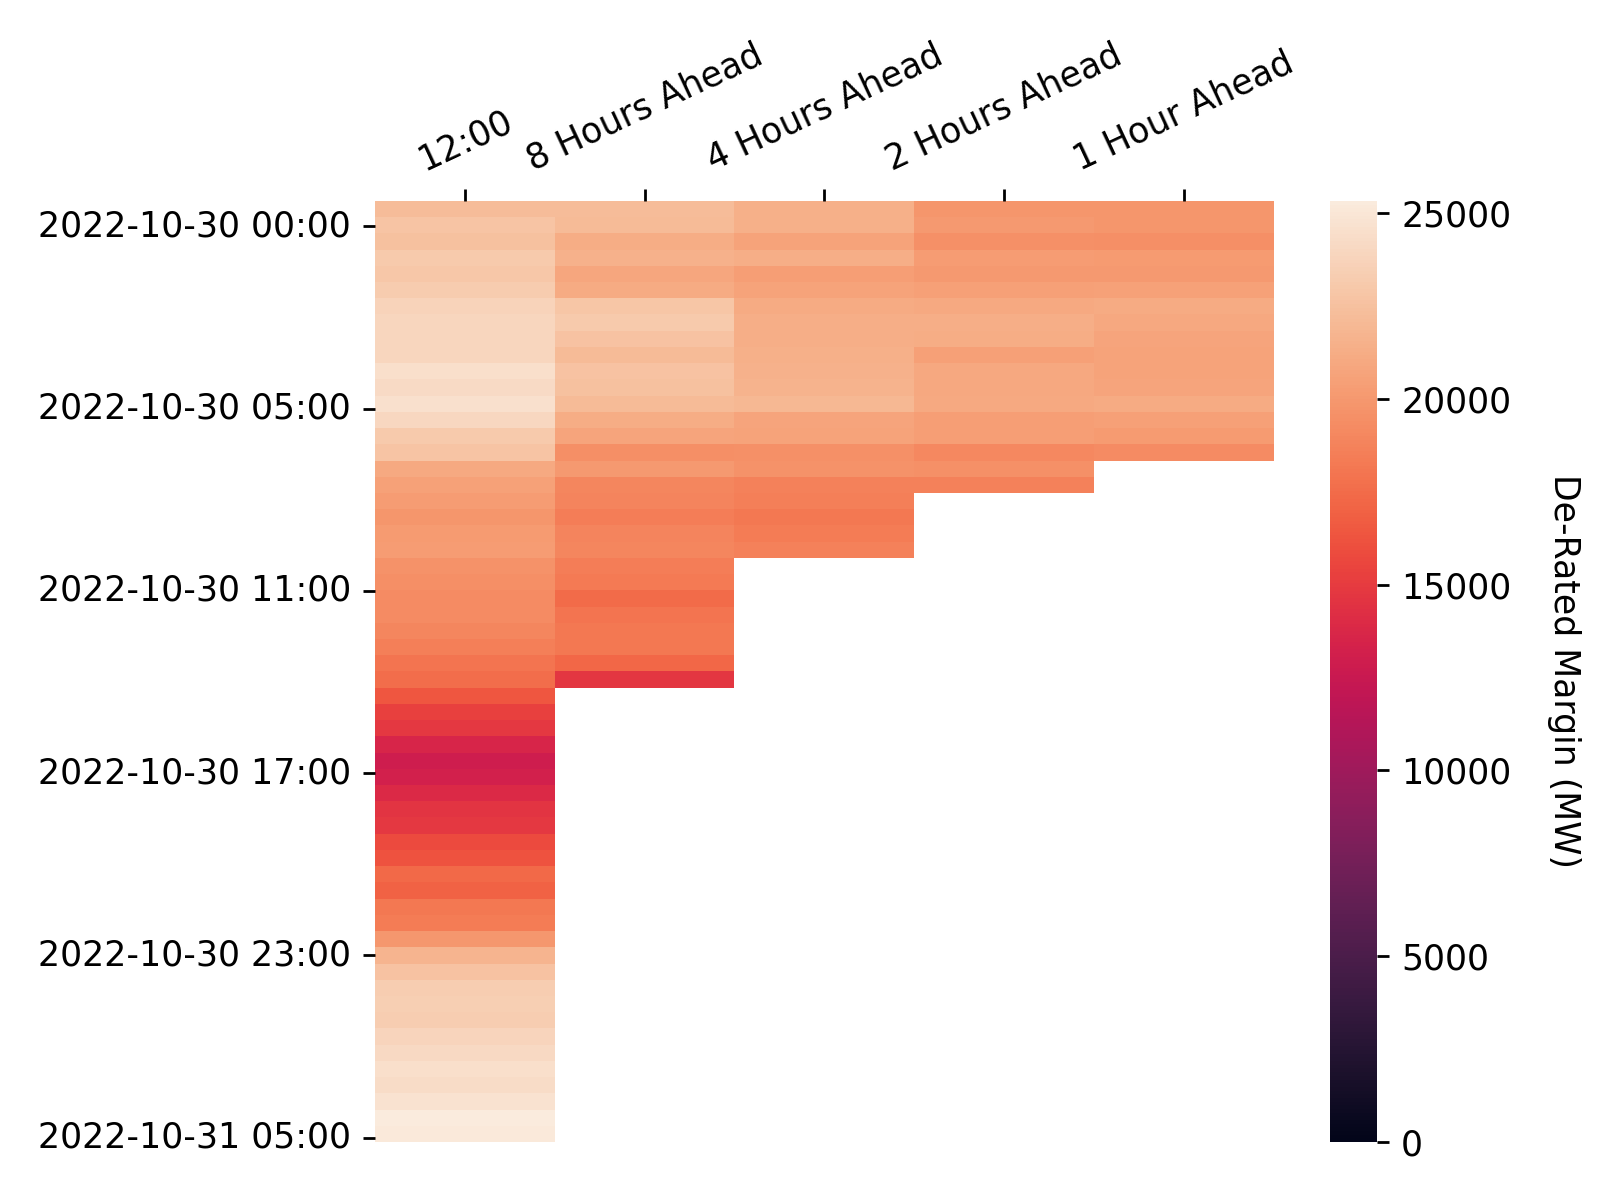 12:00
8 Hours Ahead
4 Hours Ahead
2 Hours Ahead
1 Hour Ahead
2022-10-30 00:00
2022-10-30 05:00
2022-10-30 11:00
2022-10-30 17:00
2022-10-30 23:00
2022-10-31 05:00
25000
20000
15000
10000
5000
0
De-Rated Margin (MW)